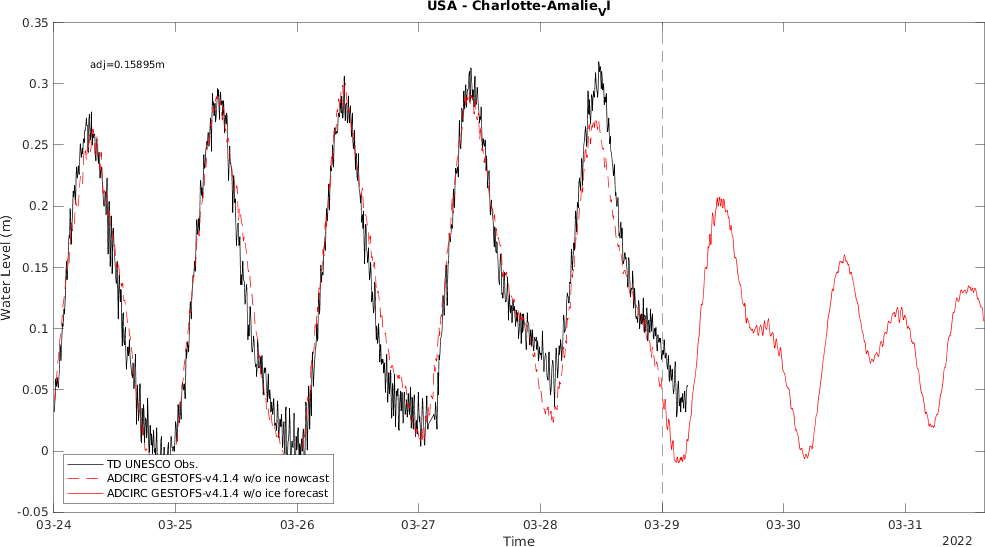 USA - Charlotte-Amalie_VI
0.35
adj=0.15895m
0.3
0.25
0.2
0.15
0.1
0.05
0
-0.05
Water Level (m)
TD UNESCO Obs.
ADCIRC GESTOFS-v4.1.4 w/o ice nowcast
ADCIRC GESTOFS-v4.1.4 w/o ice forecast
03-24 03-25 03-26 03-27 03-28 03-29 03-30 03-31
Time
2022